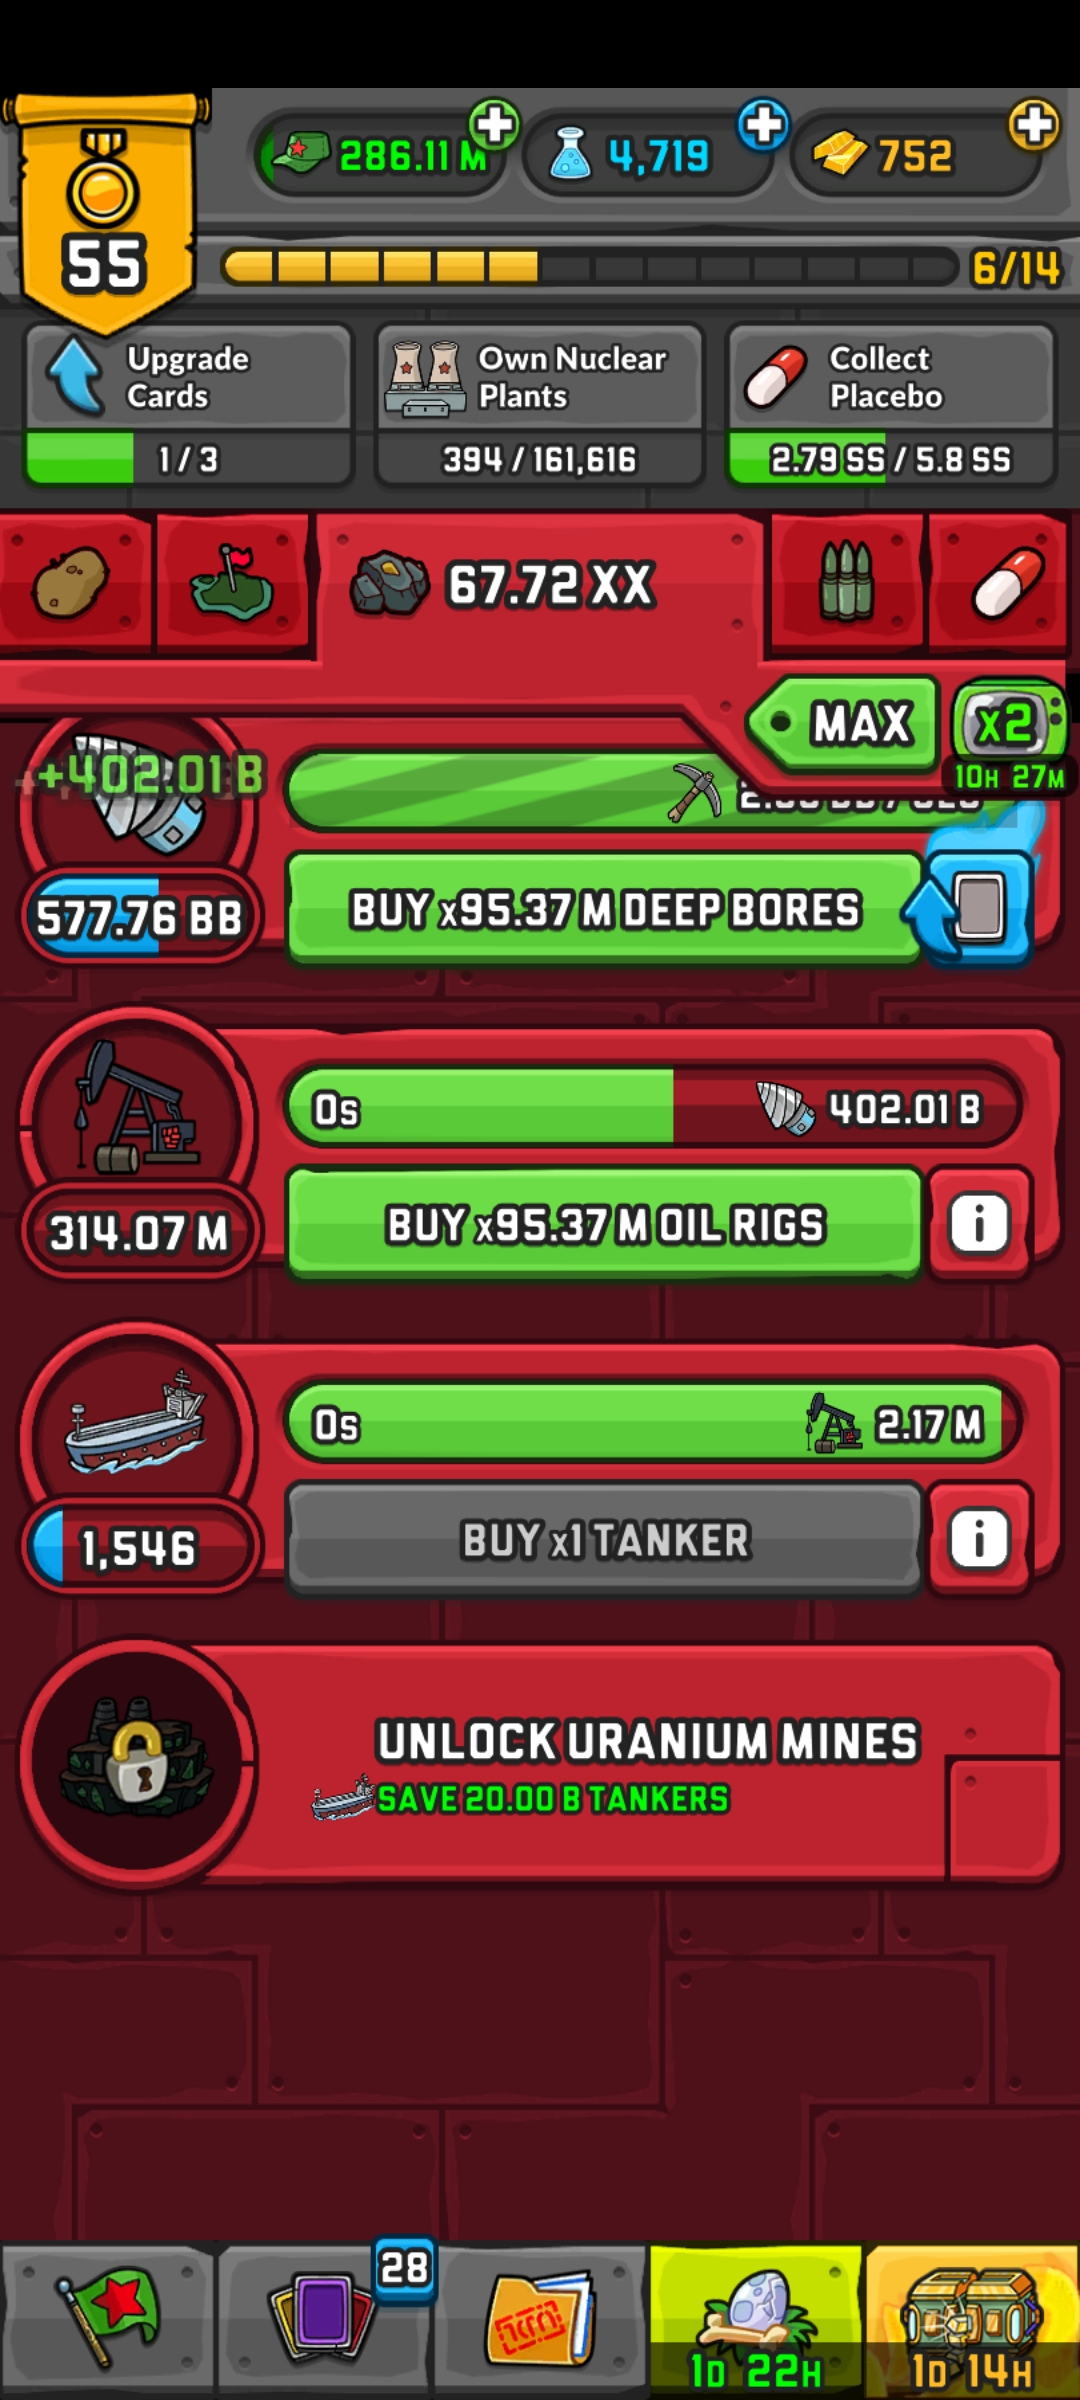 286.11 M
4,719
752
55
6/14
Upgrade
Cards
1 / 3
Own Nuclear
Plants
394 / 161,616
Collect
Placebo
2.79 SS / 5.8 SS
67.72 XX
MAX
x2
10H 27M
+402.01 B
577.76 BB
BUY x95.37 M DEEP BORES
0s
402.01 B
314.07 M
BUY x95.37 M OIL RIGS
i
0s
2.17 M
1,546
BUY x1 TANKER
i
UNLOCK URANIUM MINES
SAVE 20.00 B TANKERS
28
1D 22H
1D 14H